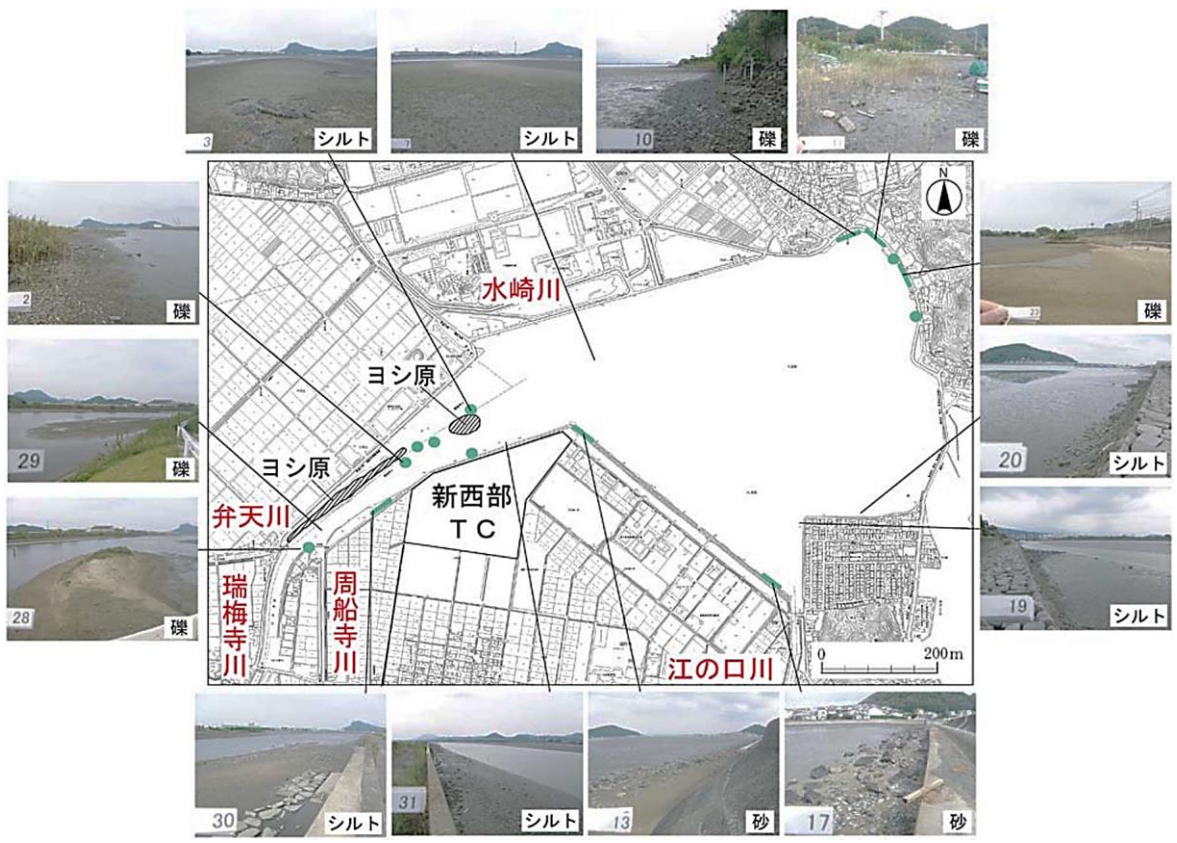 3
シルト
7
シルト
10
礫
11
礫
2
礫
29
礫
28
礫
N
水崎川
ヨシ原
ヨシ原
弁天川
新西部
TC
瑞梅寺川
周船寺川
江の口川
0
200m
23
礫
20
シルト
19
シルト
30
シルト
31
シルト
13
砂
17
砂